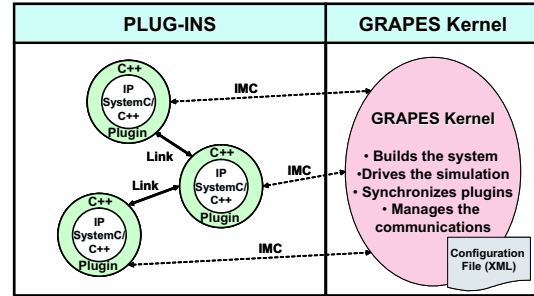 PLUG-INS
GRAPES Kernel
C++
IP
SystemC/
C++
Plugin
IMC
Link
C++
IP
SystemC/
C++
Plugin
IMC
Link
C++
IP
SystemC/
C++
Plugin
IMC
GRAPES Kernel
• Builds the system
•Drives the simulation
• Synchronizes plugins
• Manages the
communications
Configuration
File (XML)